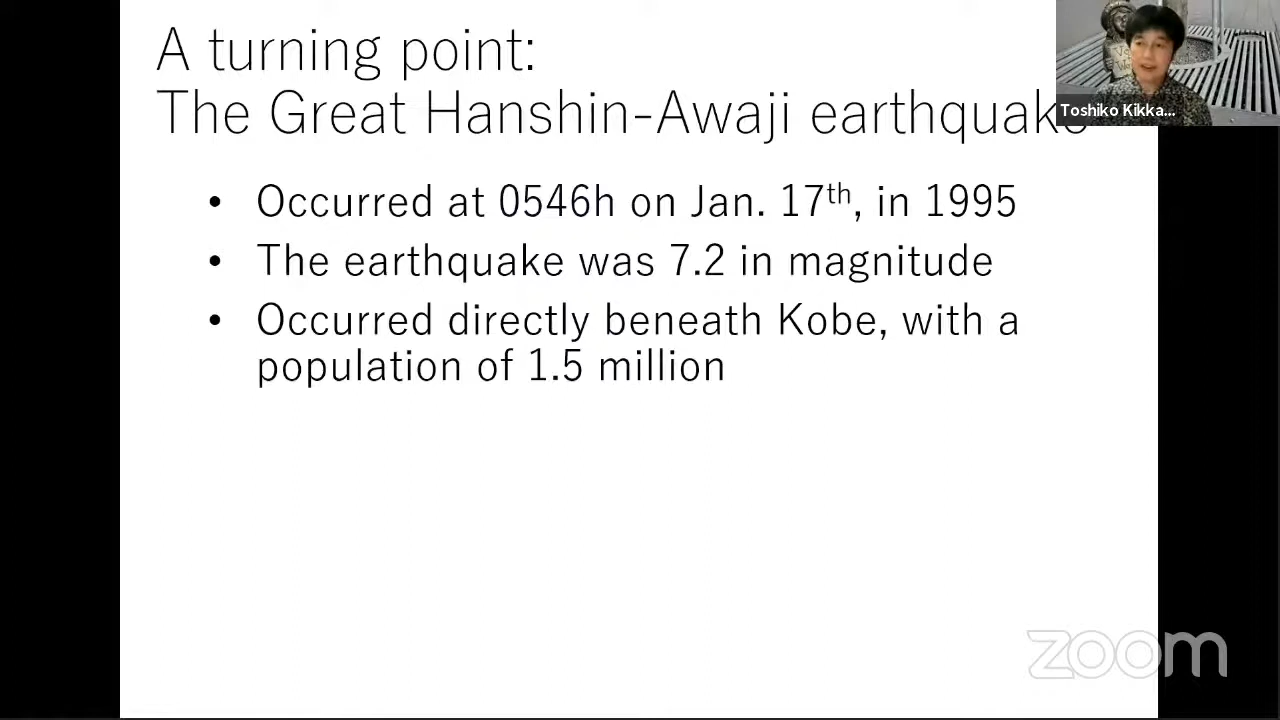 A turning point:
The Great Hanshin-Awaji earthquake
Toshiko Kikka...
• Occurred at 0546h on Jan. 17th, in 1995
• The earthquake was 7.2 in magnitude
• Occurred directly beneath Kobe, with a
population of 1.5 million
zoom